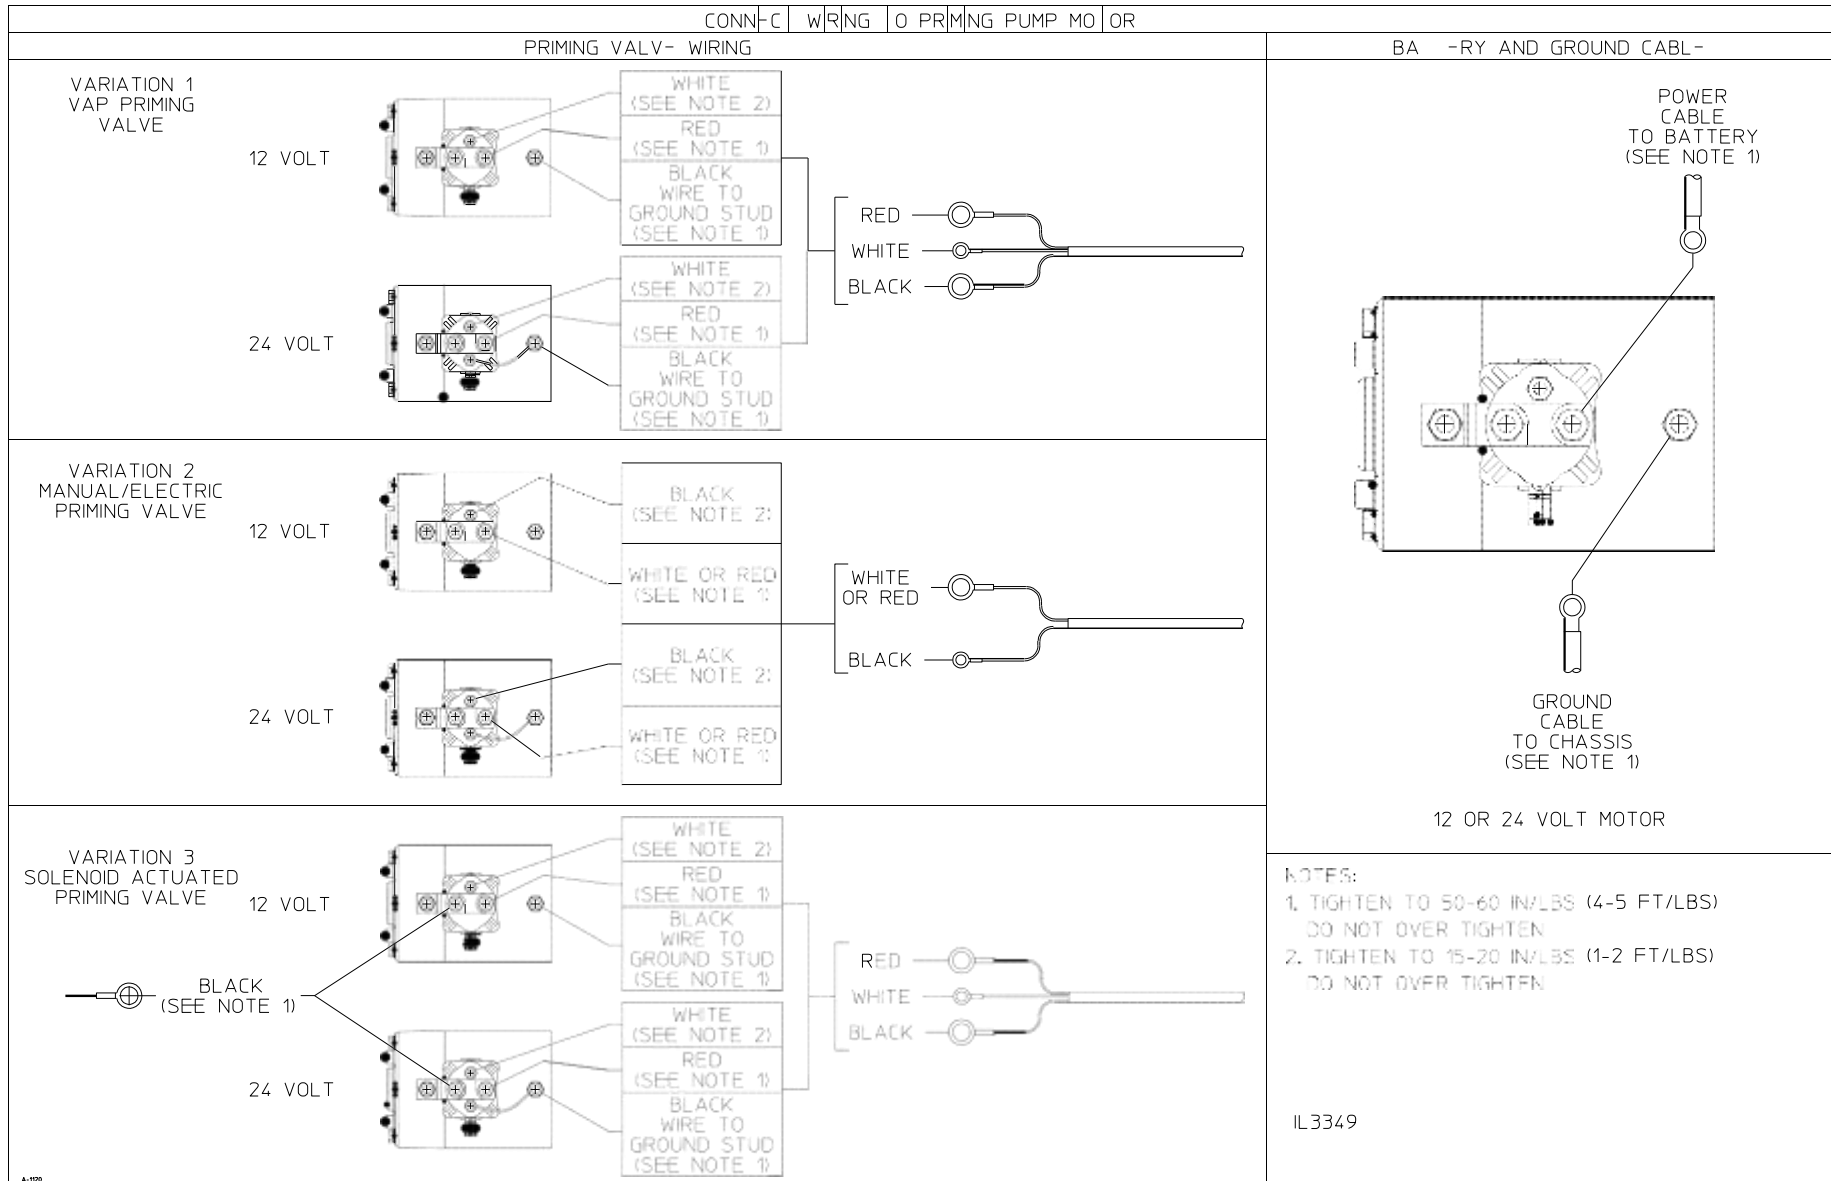 CONN-C WRNG O PRMNG PUMP MO OR
PRIMING VALV- WIRING
BA -RY AND GROUND CABL-
VARIATION 1
VAP PRIMING
VALVE
12 VOLT
WHITE
(SEE NOTE 2)
RED
(SEE NOTE 1)
BLACK
WIRE TO
GROUND STUD
(SEE NOTE 1)
24 VOLT
WHITE
(SEE NOTE 2)
RED
(SEE NOTE 1)
BLACK
WIRE TO
GROUND STUD
(SEE NOTE 1)
RED
WHITE
BLACK
VARIATION 2
MANUAL/ELECTRIC
PRIMING VALVE
12 VOLT
BLACK
(SEE NOTE 2)
WHITE OR RED
(SEE NOTE 1)
24 VOLT
BLACK
(SEE NOTE 2)
WHITE OR RED
(SEE NOTE 1)
WHITE
OR RED
BLACK
VARIATION 3
SOLENOID ACTUATED
PRIMING VALVE
12 VOLT
WHITE
(SEE NOTE 2)
RED
(SEE NOTE 1)
BLACK
WIRE TO
GROUND STUD
(SEE NOTE 1)
BLACK
(SEE NOTE 1)
24 VOLT
WHITE
(SEE NOTE 2)
RED
(SEE NOTE 1)
BLACK
WIRE TO
GROUND STUD
(SEE NOTE 1)
RED
WHITE
BLACK
A-1120
POWER
CABLE
TO BATTERY
(SEE NOTE 1)
GROUND
CABLE
TO CHASSIS
(SEE NOTE 1)
12 OR 24 VOLT MOTOR
NOTES:
1. TIGHTEN TO 50-60 IN/LBS (4-5 FT/LBS)
DO NOT OVER TIGHTEN
2. TIGHTEN TO 15-20 IN/LBS (1-2 FT/LBS)
DO NOT OVER TIGHTEN
IL3349